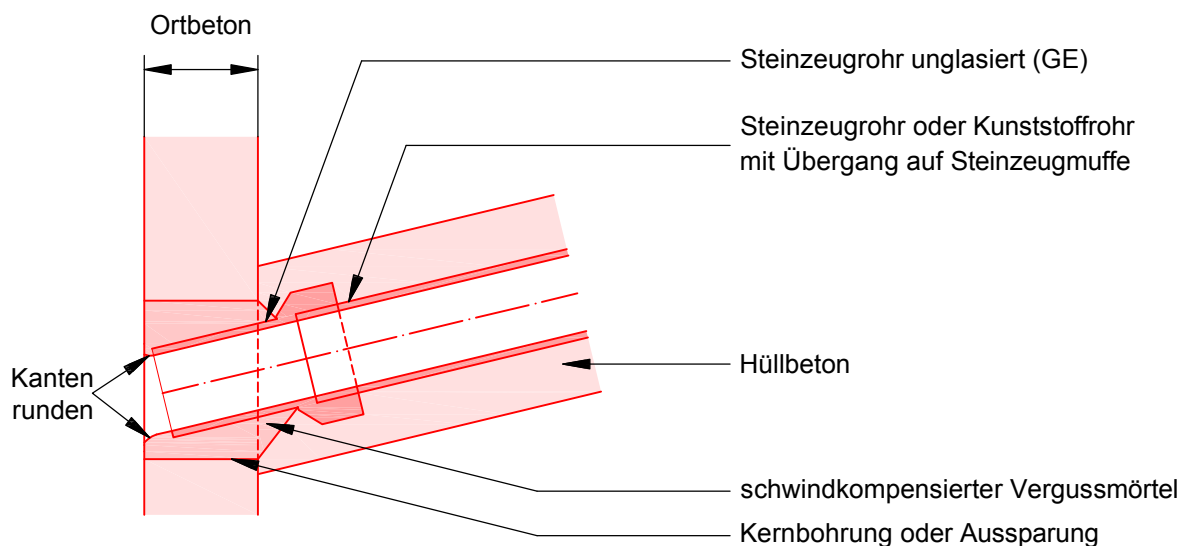 Ortbeton
Steinzeugrohr unglasiert (GE)
Steinzeugrohr oder Kunststoffrohr
mit Übergang auf Steinzeugmuffe
Kanten
runden
Hüllbeton
schwindkompensierter Vergussmörtel
Kernbohrung oder Aussparung